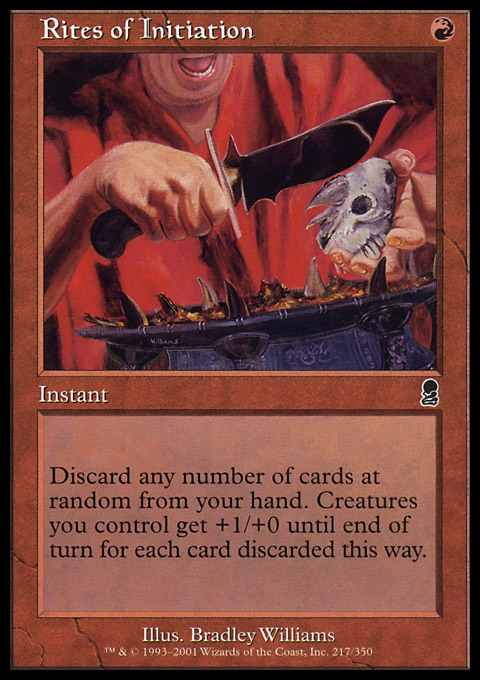 Rites of Initiation
WILLIAMS
Instant
Discard any number of cards at
random from your hand. Creatures
you control get +1/+0 until end of
turn for each card discarded this way.
Illus. Bradley Williams
™ & © 1993–2001 Wizards of the Coast, Inc. 217/350